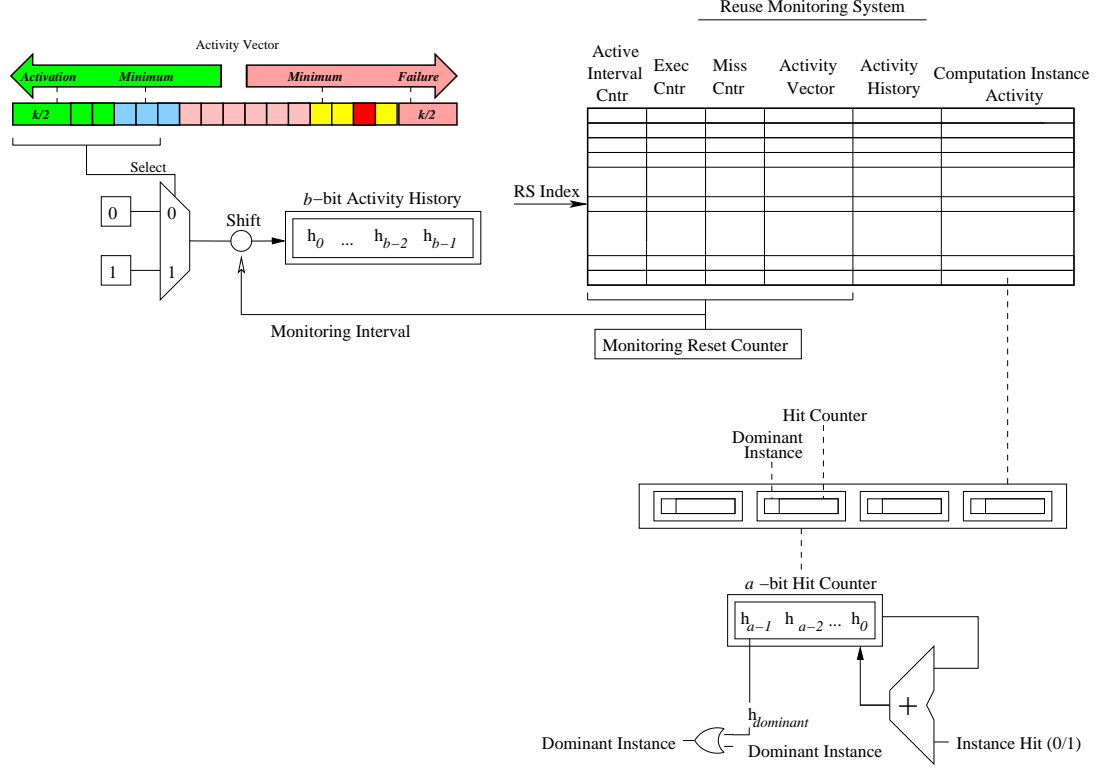 Reuse Monitoring System
Activity Vector
Activation
Minimum
Minimum
Failure
k/2
k/2
Select
0
0
1
1
Shift
b-bit Activity History
h0 ... hb−2 hb−1
Monitoring Interval
Active Interval Cntr
Exec Cntr
Miss Cntr
Activity Vector
Activity History
Computation Instance Activity
RS Index
Monitoring Reset Counter
Hit Counter
Dominant Instance
a -bit Hit Counter
ha−1 h a−2 ... h0
hdominant
+
Dominant Instance
Dominant Instance
Instance Hit (0/1)